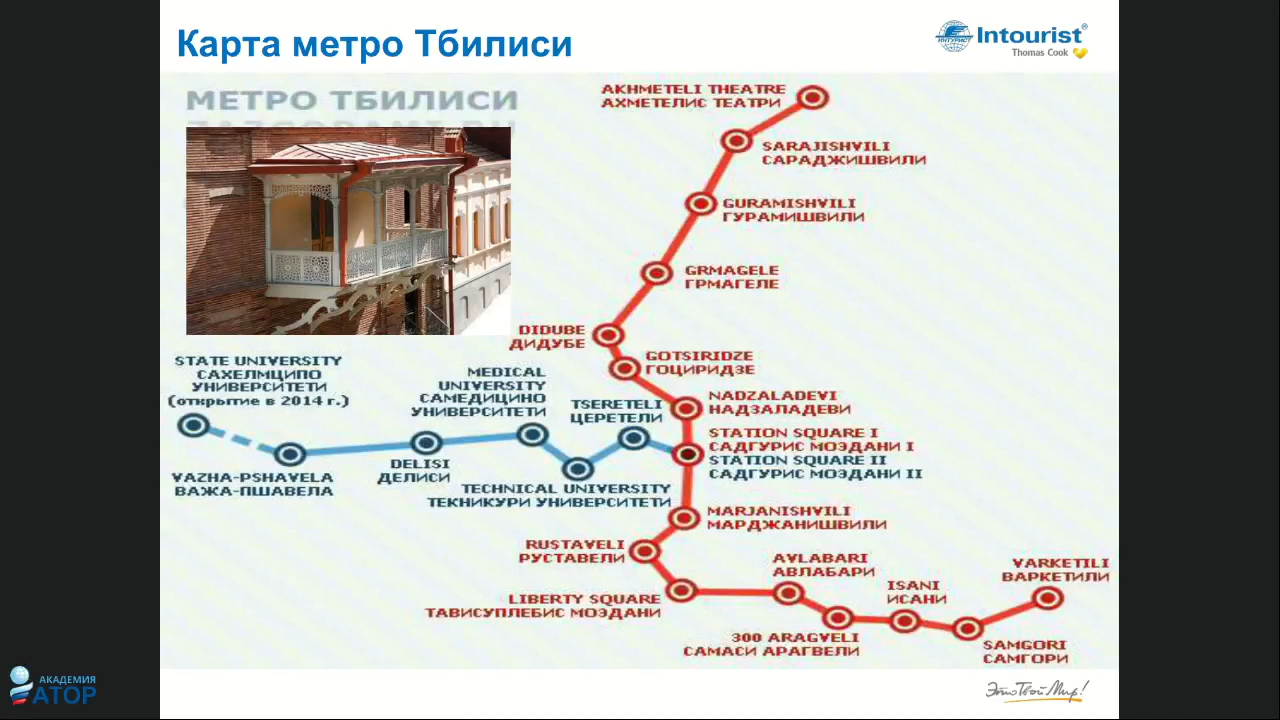 Карта метро Тбилиси
Intourist®
ИНТУРИСТ
Thomas Cook
МЕТРО ТБИЛИСИ
AKHMETELI THEATRE
АХМЕТЕЛИС ТЕАТРИ
SARAJISHVILI
САРАДЖИШВИЛИ
GURAMISHVILI
ГУРАМИШВИЛИ
GRMAGELE
ГРМАГЕЛЕ
DIDUBE
ДИДУБЕ
GOTSIRIDZE
ГОЦИРИДЗЕ
STATE UNIVERSITY
САХЕЛМЦИПО
УНИВЕРСИТЕТИ
(открытие в 2014 г.)
MEDICAL
UNIVERSITY
САМЕДИЦИНО
УНИВЕРСИТЕТИ
TSERETELI
ЦЕРЕТЕЛИ
NADZALADEVI
НАДЗАЛАДЕВИ
STATION SQUARE I
САДГУРИС МОЭДАНИ I
STATION SQUARE II
САДГУРИС МОЭДАНИ II
VAZHA-PSHAVELA
ВАЖА-ПШАВЕЛА
DELISI
ДЕЛИСИ
TECHNICAL UNIVERSITY
ТЕКНИКУРИ УНИВЕРСИТЕТИ
MARJANISHVILI
МАРДЖАНИШВИЛИ
RUSTAVELI
РУСТАВЕЛИ
LIBERTY SQUARE
ТАВИСУПЛЕБИС МОЭДАНИ
AVLABARI
АВЛАБАРИ
ISANI
ИСАНИ
VARKETILI
ВАРКЕТИЛИ
300 ARAGVELI
САМАСИ АРАГВЕЛИ
SAMGORI
САМГОРИ
АКАДЕМИЯ
АТОР
Это Твой Мир!